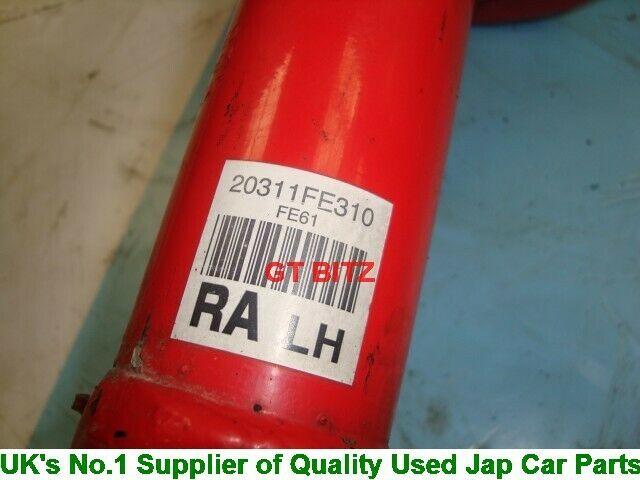 20311FE310
FE61
GT BITZ
RA LH
UK's No.1 Supplier of Quality Used Jap Car Parts